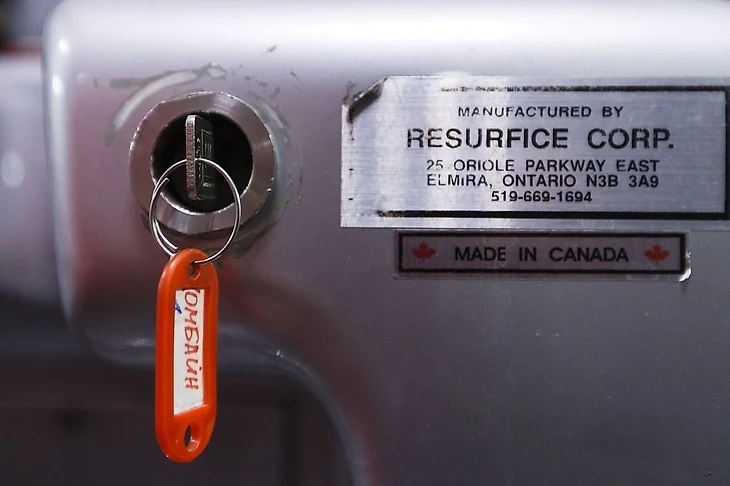 MANUFACTURED BY
RESURFICE CORP.
25 ORIOLE PARKWAY EAST
ELMIRA, ONTARIO N3B 3A9
519-669-1694
MADE IN CANADA
КОМБАЙН